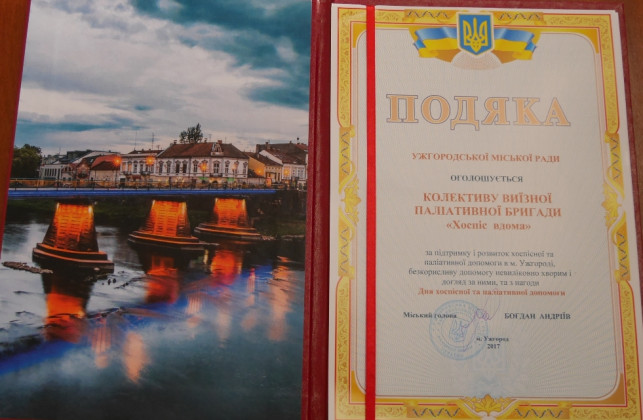 ПОДЯКА
УЖГОРОДСЬКОЇ МІСЬКОЇ РАДИ
ОГОЛОШУЄТЬСЯ
КОЛЕКТИВУ ВИЇЗНОЇ
ПАЛІАТИВНОЇ БРИГАДИ
«Хоспіс вдома»
за підтримку і розвиток хоспісної та
паліативної допомоги в м. Ужгороді,
безкорисливу допомогу невиліковно хворим і
догляд за ними, та з нагоди
Дня хоспісної та паліативної допомоги
Міський голова БОГДАН АНДРІЇВ
м. Ужгород
2017